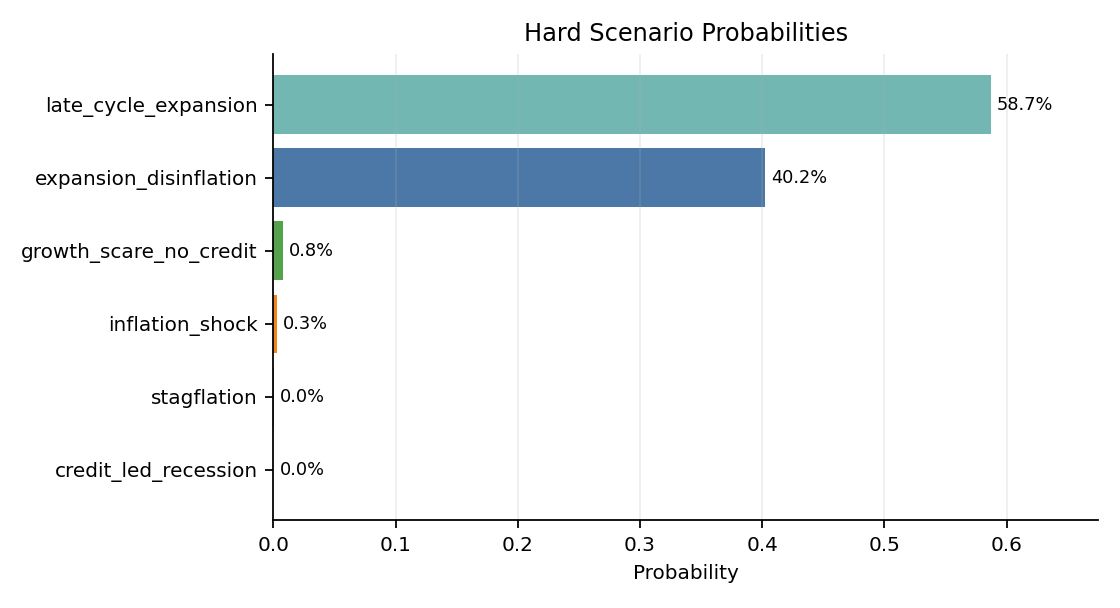 Hard Scenario Probabilities
late_cycle_expansion 58.7%
expansion_disinflation 40.2%
growth_scare_no_credit 0.8%
inflation_shock 0.3%
stagflation 0.0%
credit_led_recession 0.0%
0.0 0.1 0.2 0.3 0.4 0.5 0.6
Probability